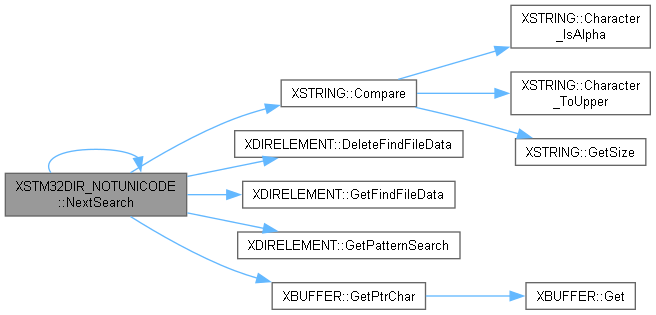 XSTM32DIR_NOTUNICODE
::NextSearch
XSTRING::Compare
XSTRING::Character
_IsAlpha
XSTRING::Character
_ToUpper
XSTRING::GetSize
XDIRELEMENT::DeleteFindFileData
XDIRELEMENT::GetFindFileData
XDIRELEMENT::GetPatternSearch
XBUFFER::GetPtrChar
XBUFFER::Get